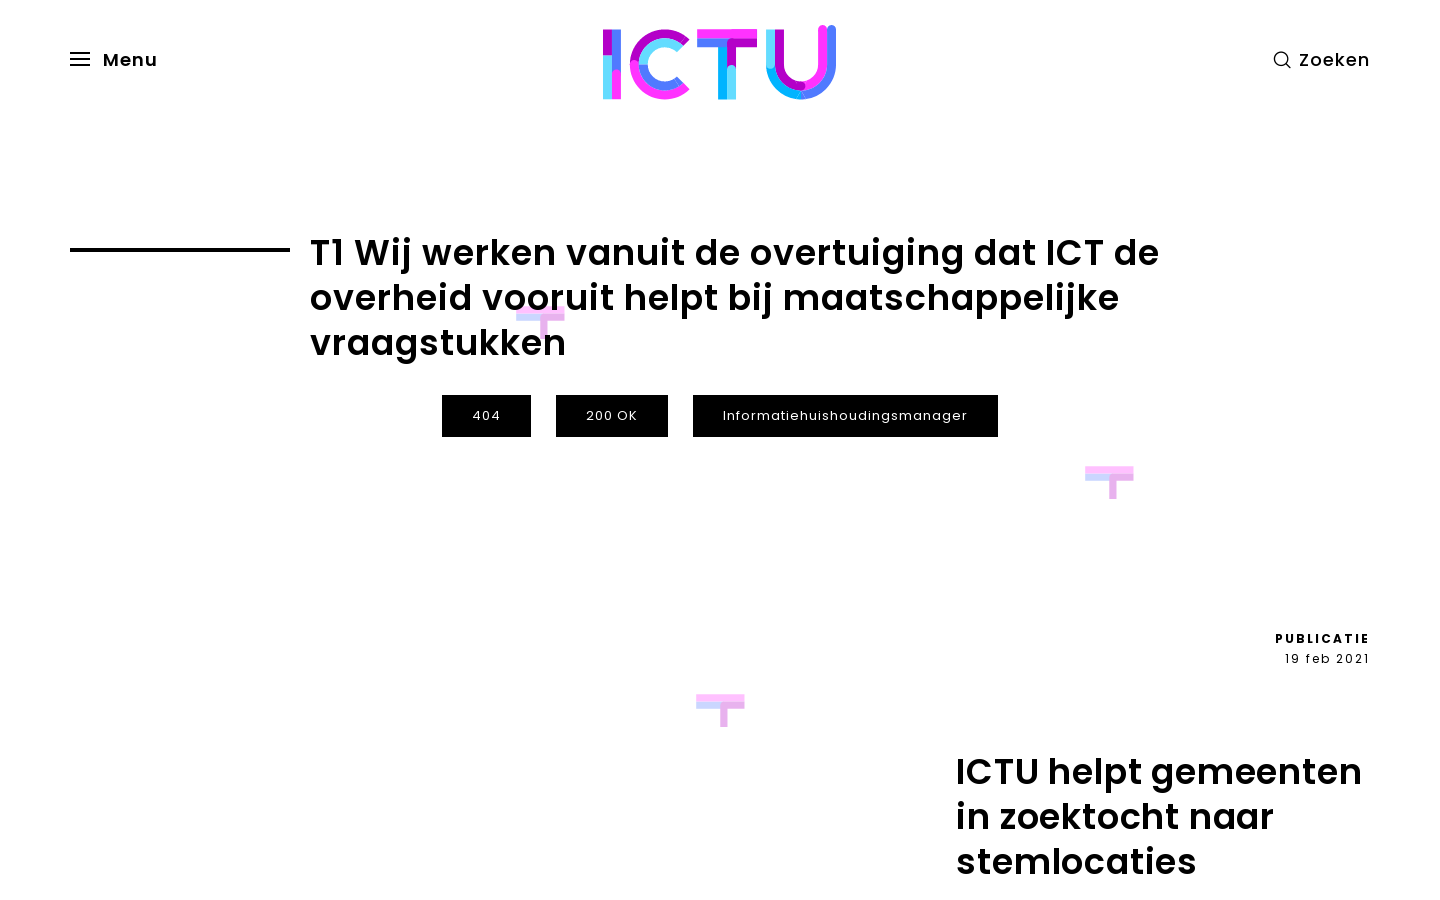 Menu
ICTU
Zoeken
T1 Wij werken vanuit de overtuiging dat ICT de
overheid vooruit helpt bij maatschappelijke
vraagstukken
404
200 OK
Informatiehuishoudingsmanager
PUBLICATIE
19 feb 2021
ICTU helpt gemeenten
in zoektocht naar
stemlocaties